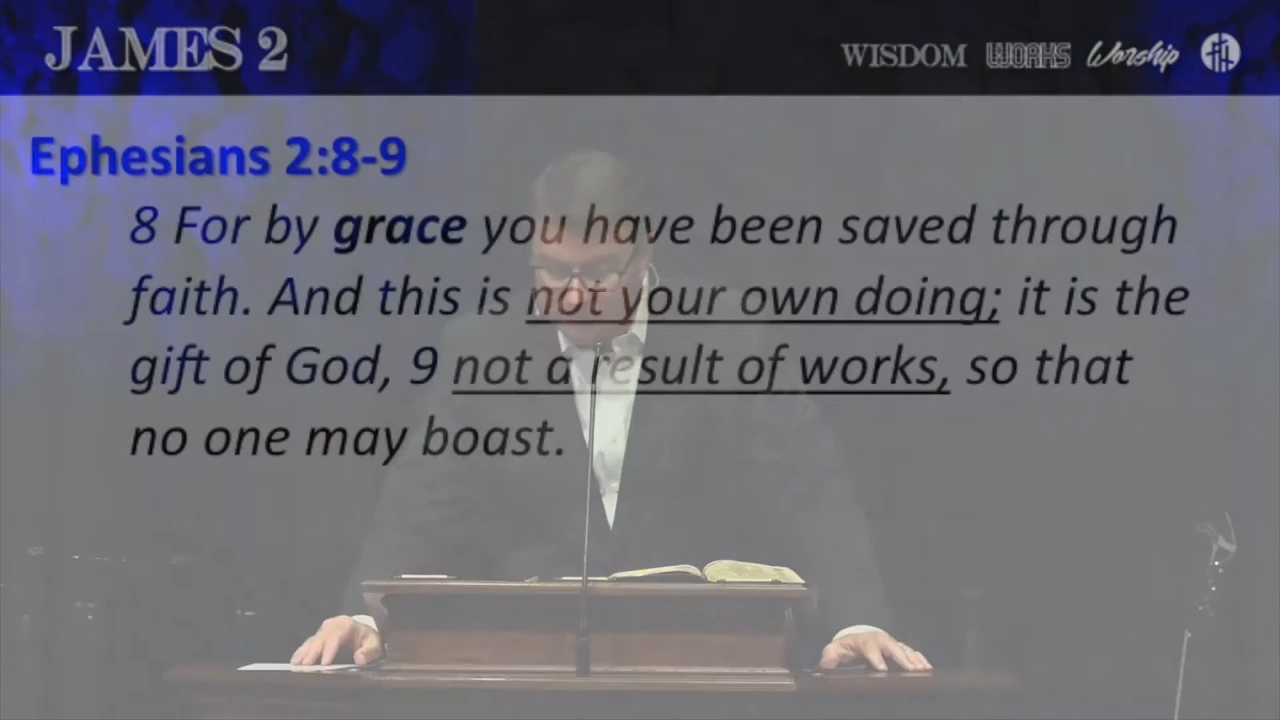 JAMES 2
WISDOM WORKS Worship
Ephesians 2:8-9
8 For by grace you have been saved through
faith. And this is not your own doing; it is the
gift of God, 9 not a result of works, so that
no one may boast.